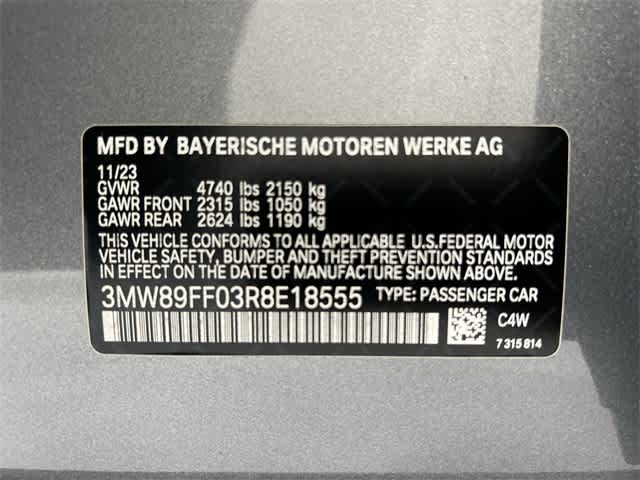 MFD BY BAYERISCHE MOTOREN WERKE AG
11/23
GVWR 4740 lbs 2150 kg
GAWR FRONT 2315 lbs 1050 kg
GAWR REAR 2624 lbs 1190 kg
THIS VEHICLE CONFORMS TO ALL APPLICABLE U.S.FEDERAL MOTOR
VEHICLE SAFETY, BUMPER AND THEFT PREVENTION STANDARDS
IN EFFECT ON THE DATE OF MANUFACTURE SHOWN ABOVE.
3MW89FF03R8E18555 TYPE: PASSENGER CAR
C4W
7 315 814